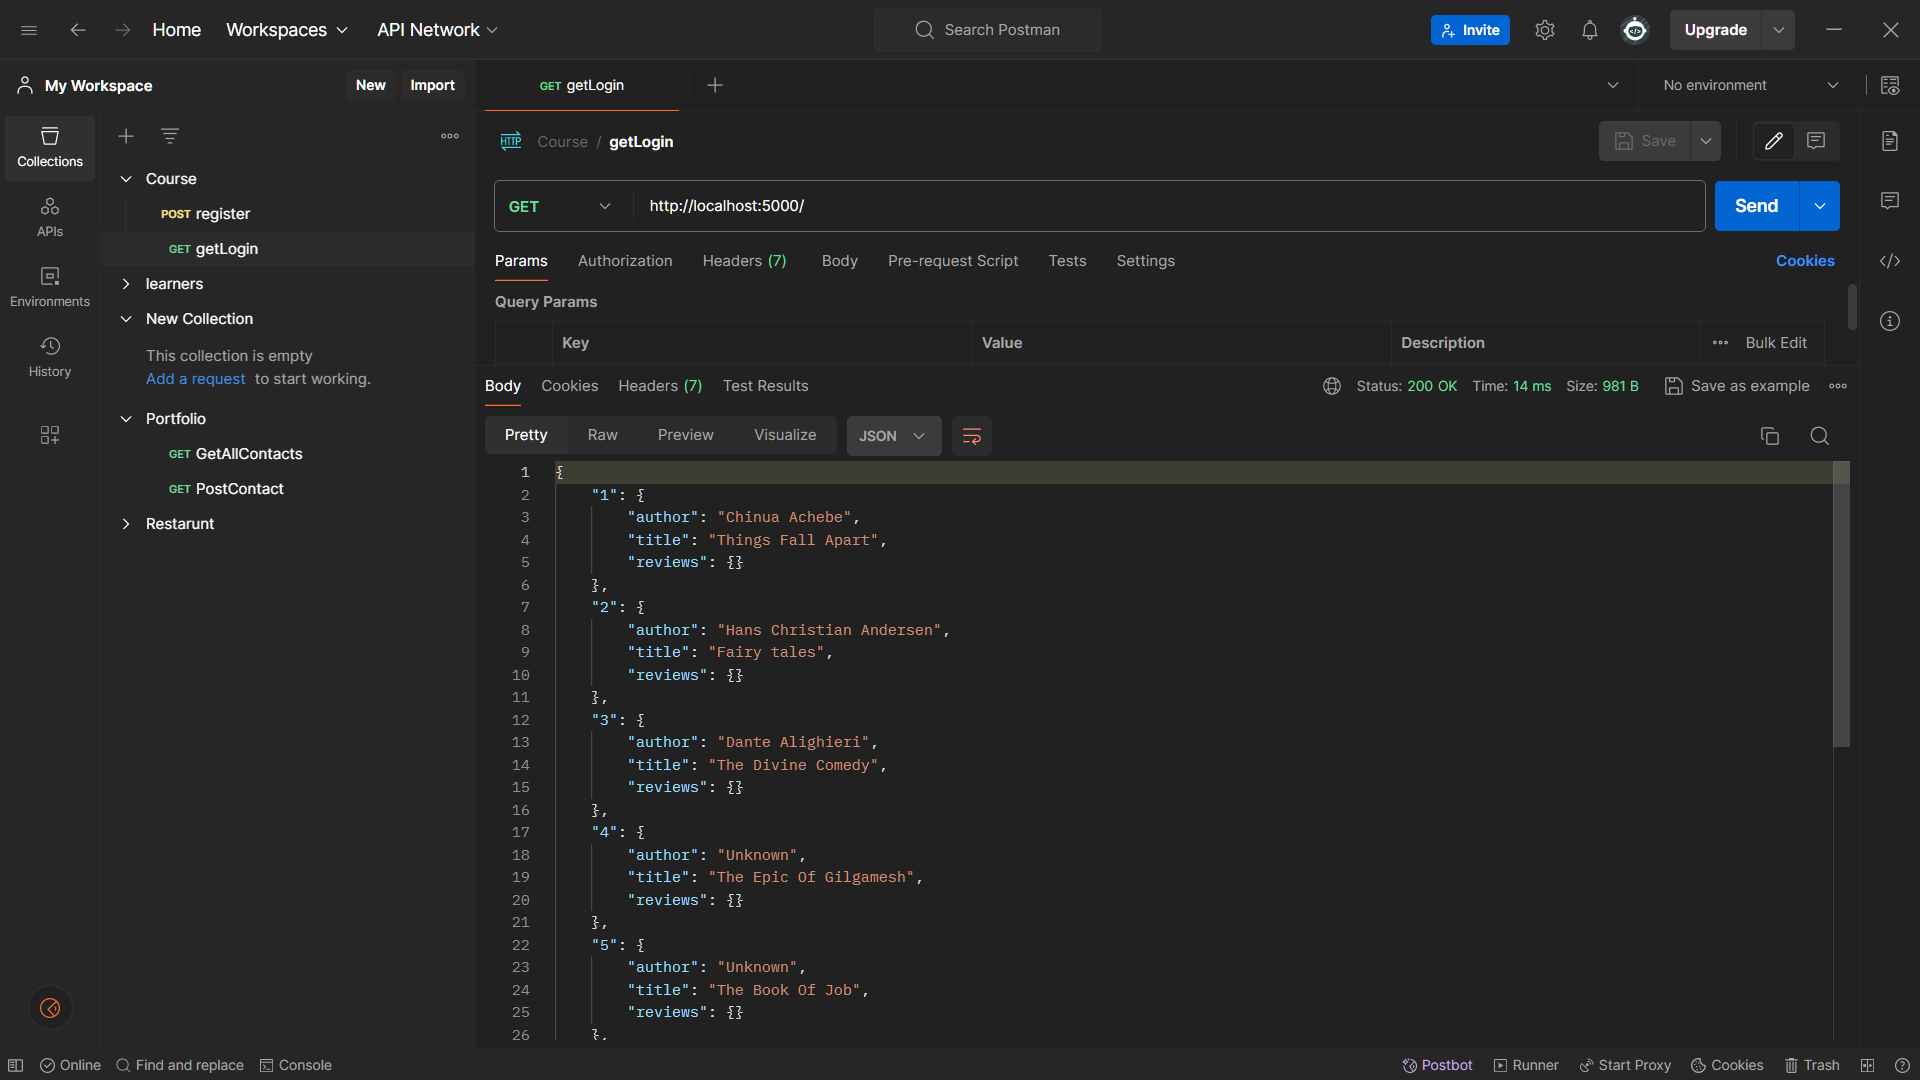 Home Workspaces API Network Search Postman Invite Upgrade
My Workspace New Import GET getLogin No environment
Collections
APIs
Environments
History
Course
POST register
GET getLogin
learners
New Collection
This collection is empty
Add a request to start working.
Portfolio
GET GetAllContacts
GET PostContact
Restarunt
HTTP Course / getLogin Save
GET http://localhost:5000/ Send
Params Authorization Headers (7) Body Pre-request Script Tests Settings Cookies
Query Params
Key Value Description Bulk Edit
Body Cookies Headers (7) Test Results Status: 200 OK Time: 14 ms Size: 981 B Save as example
Pretty Raw Preview Visualize JSON
1 {
2 "1": {
3 "author": "Chinua Achebe",
4 "title": "Things Fall Apart",
5 "reviews": {}
6 },
7 "2": {
8 "author": "Hans Christian Andersen",
9 "title": "Fairy tales",
10 "reviews": {}
11 },
12 "3": {
13 "author": "Dante Alighieri",
14 "title": "The Divine Comedy",
15 "reviews": {}
16 },
17 "4": {
18 "author": "Unknown",
19 "title": "The Epic Of Gilgamesh",
20 "reviews": {}
21 },
22 "5": {
23 "author": "Unknown",
24 "title": "The Book Of Job",
25 "reviews": {}
26 },
Online Find and replace Console Postbot Runner Start Proxy Cookies Trash